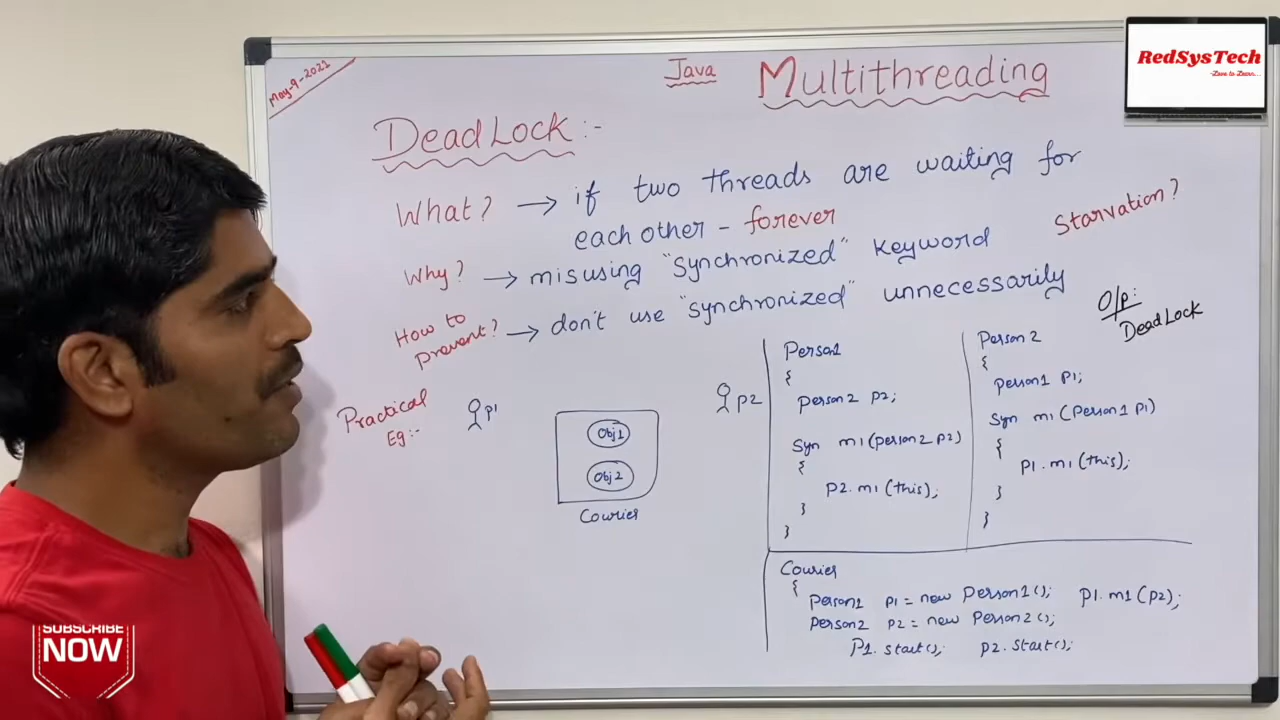 May-9-2021
Java Multithreading
RedSysTech
-Love to Learn...
DeadLock :-
What? → if two threads are waiting for
each other - forever
Starvation?
Why? → misusing "synchronized" keyword
How to
prevent? → don't use "synchronized" unnecessarily
O/p:
DeadLock
Practical
Eg:-
p1
Obj1
Obj2
Courier
p2
Person1
{
Person2 p2;
Syn m1(person2 p2)
{
p2.m1(this);
}
}
Person2
{
Person1 p1;
Syn m1(Person1 p1)
{
p1.m1(this);
}
}
Courier
{
Person1 p1 = new Person1(); p1.m1(p2);
Person2 p2 = new Person2();
P1.start(); p2.start();
SUBSCRIBE
NOW